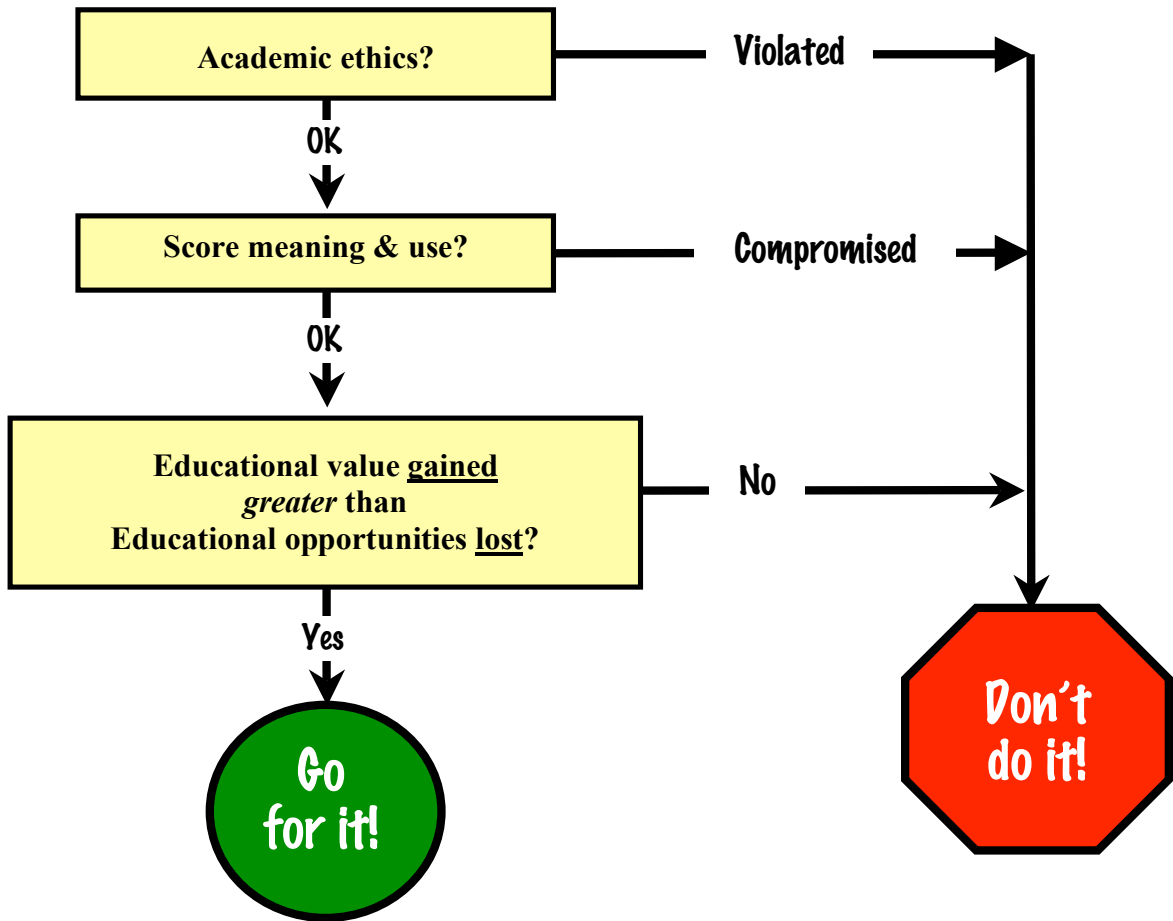 Academic ethics?
Violated
OK
Score meaning & use?
Compromised
OK
Educational value gained
greater than
Educational opportunities lost?
No
Yes
Go
for it!
Don't
do it!